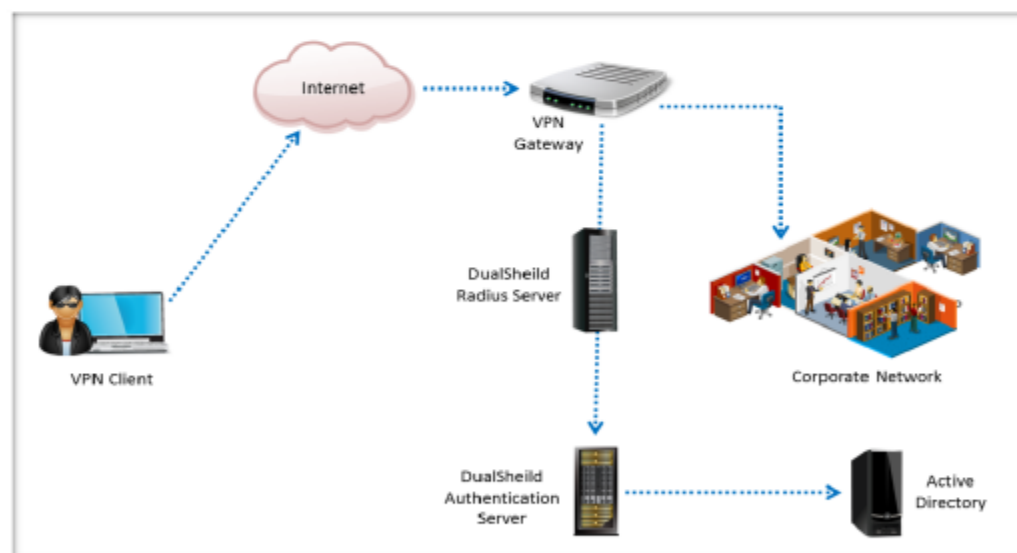 Internet
VPN
Gateway
DualSheild
Radius Server
VPN Client
Corporate Network
DualSheild
Authentication
Server
Active
Directory